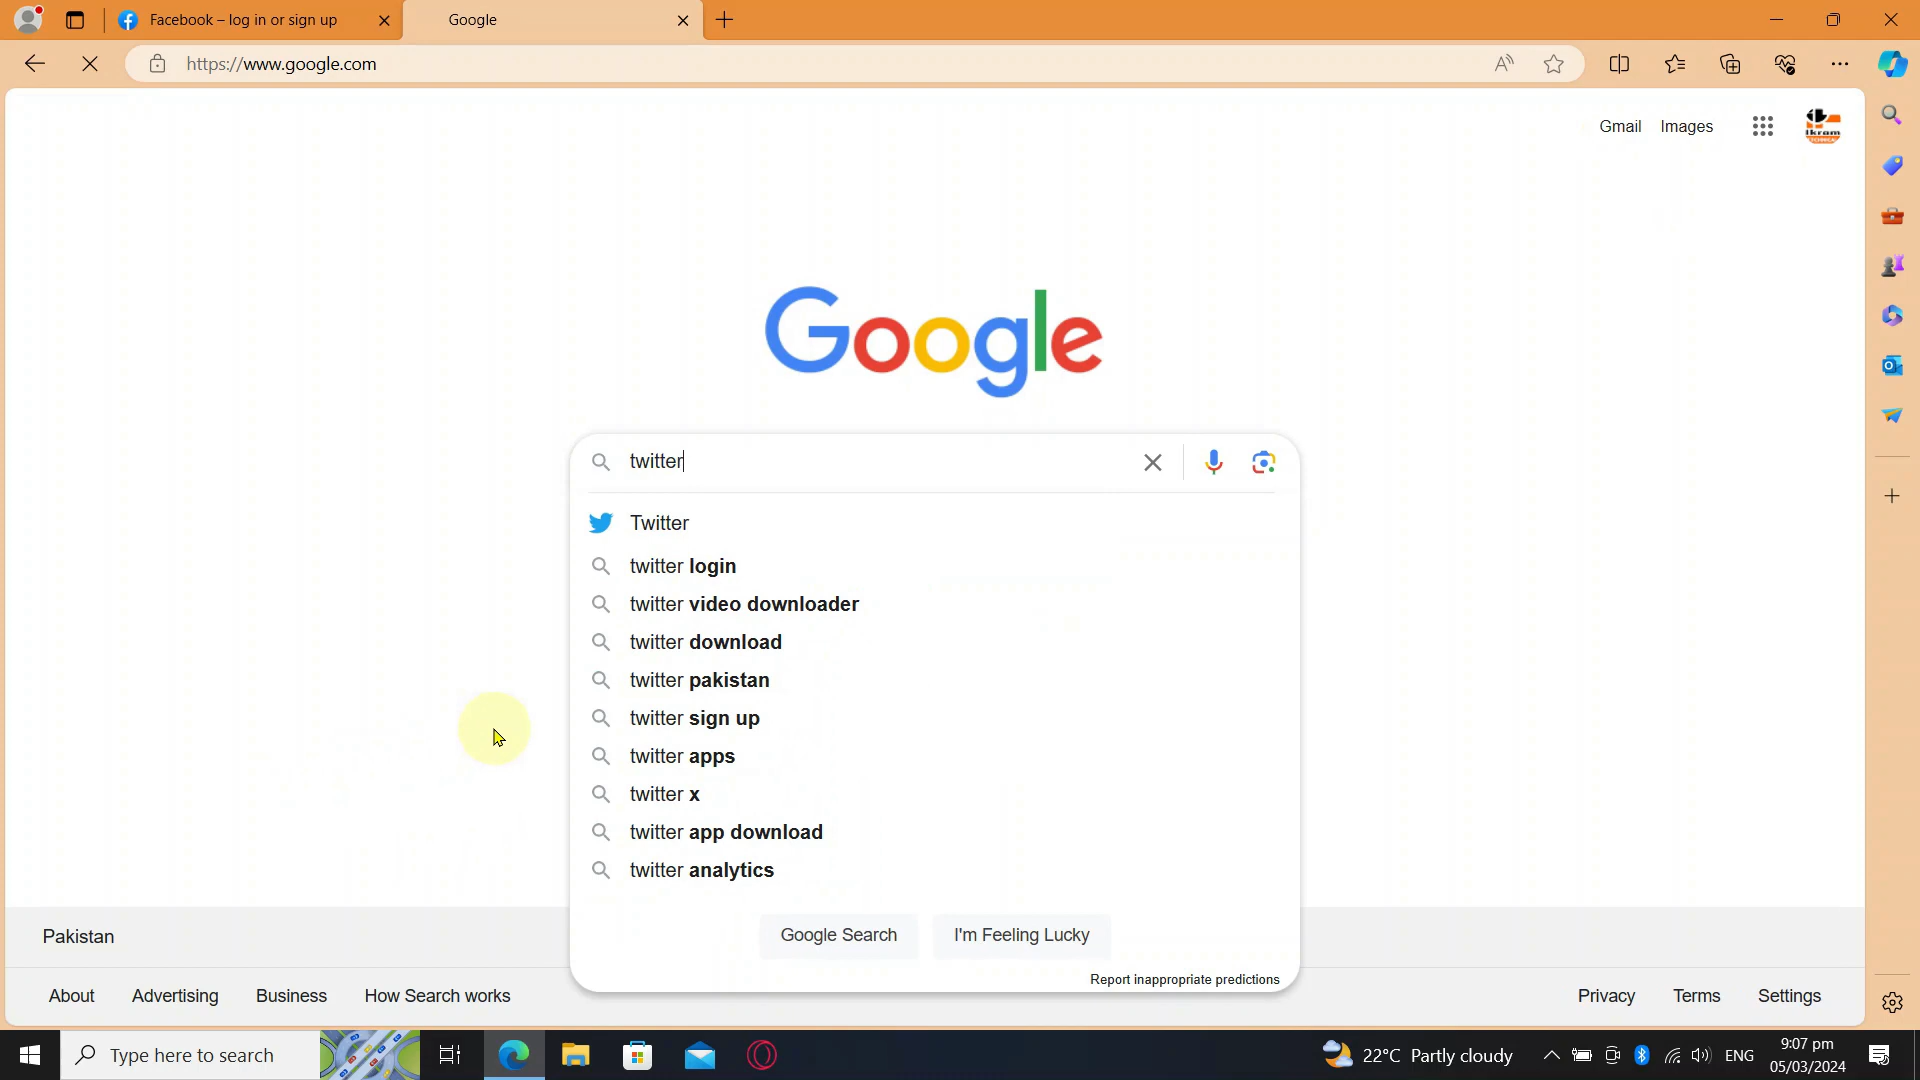 Facebook – log in or sign up
Google
https://www.google.com
Gmail Images
Ikram
Google
twitter
Twitter
twitter login
twitter video downloader
twitter download
twitter pakistan
twitter sign up
twitter apps
twitter x
twitter app download
twitter analytics
Google Search I'm Feeling Lucky
Report inappropriate predictions
Pakistan
About Advertising Business How Search works
Privacy Terms Settings
Type here to search
22°C Partly cloudy
ENG
9:07 pm
05/03/2024